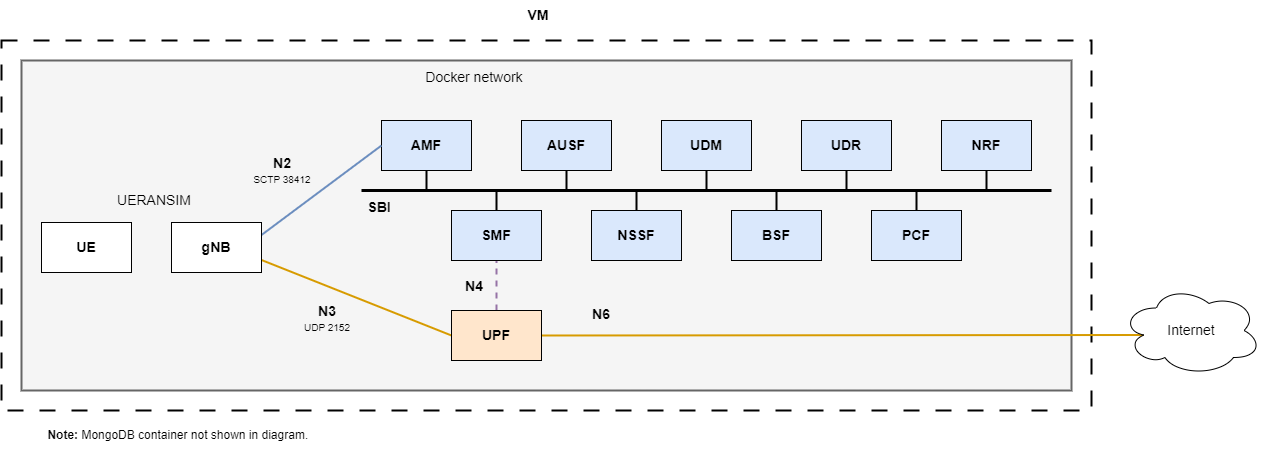 VM
Docker network
AMF
AUSF
UDM
UDR
NRF
N2
SCTP 38412
UERANSIM
SBI
UE
gNB
SMF
NSSF
BSF
PCF
N4
N3
UDP 2152
N6
UPF
Internet
Note: MongoDB container not shown in diagram.